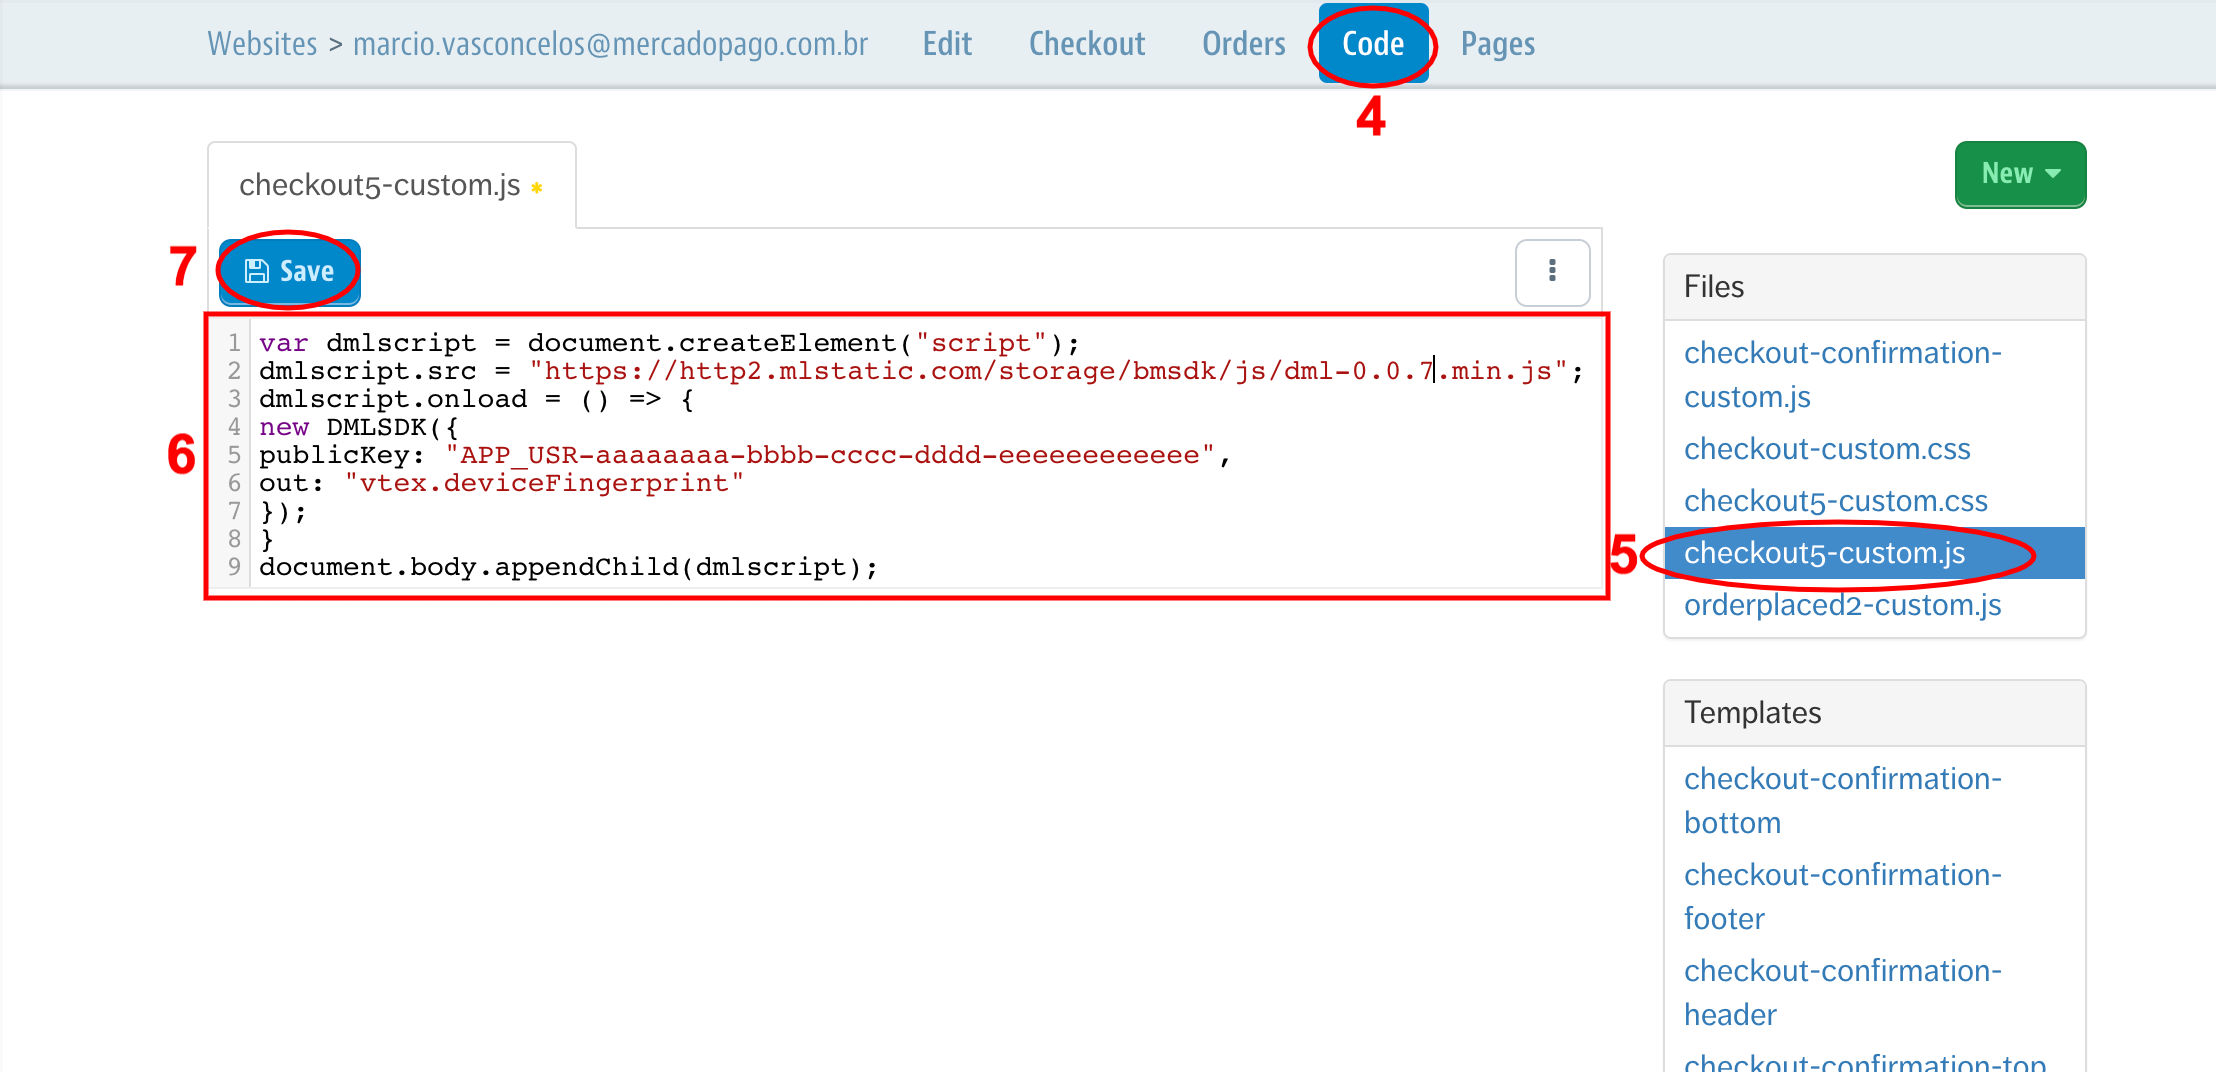 Websites > marcio.vasconcelos@mercadopago.com.br Edit Checkout Orders Code Pages
4
checkout5-custom.js *
New
7 Save
Files
checkout-confirmation-
custom.js
checkout-custom.css
checkout5-custom.css
5 checkout5-custom.js
orderplaced2-custom.js
6
1 var dmlscript = document.createElement("script");
2 dmlscript.src = "https://http2.mlstatic.com/storage/bmsdk/js/dml-0.0.7.min.js";
3 dmlscript.onload = () => {
4 new DMLSDK({
5 publicKey: "APP_USR-aaaaaaaa-bbbb-cccc-dddd-eeeeeeeeeeee",
6 out: "vtex.deviceFingerprint"
7 });
8 }
9 document.body.appendChild(dmlscript);
Templates
checkout-confirmation-
bottom
checkout-confirmation-
footer
checkout-confirmation-
header
checkout-confirmation-top